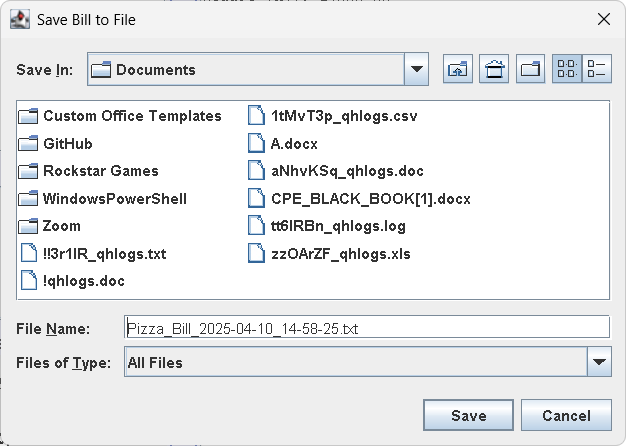 Save Bill to File
Save In: Documents
Custom Office Templates
GitHub
Rockstar Games
WindowsPowerShell
Zoom
!!3r1IR_qhlogs.txt
!qhlogs.doc
1tMvT3p_qhlogs.csv
A.docx
aNhvKSq_qhlogs.doc
CPE_BLACK_BOOK[1].docx
tt6IRBn_qhlogs.log
zzOArZF_qhlogs.xls
File Name: Pizza_Bill_2025-04-10_14-58-25.txt
Files of Type: All Files
Save Cancel